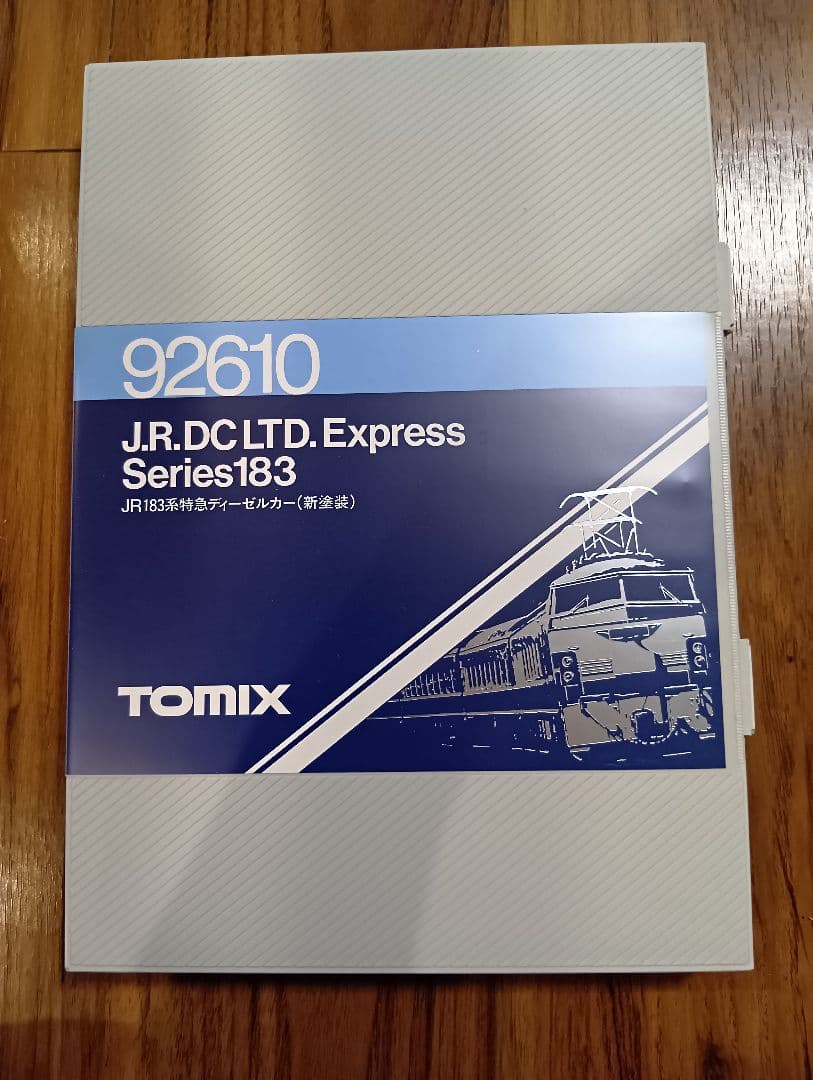 92610
J.R.DC LTD. Express
Series183
JR183系特急ディーゼルカー(新塗装)
TOMIX